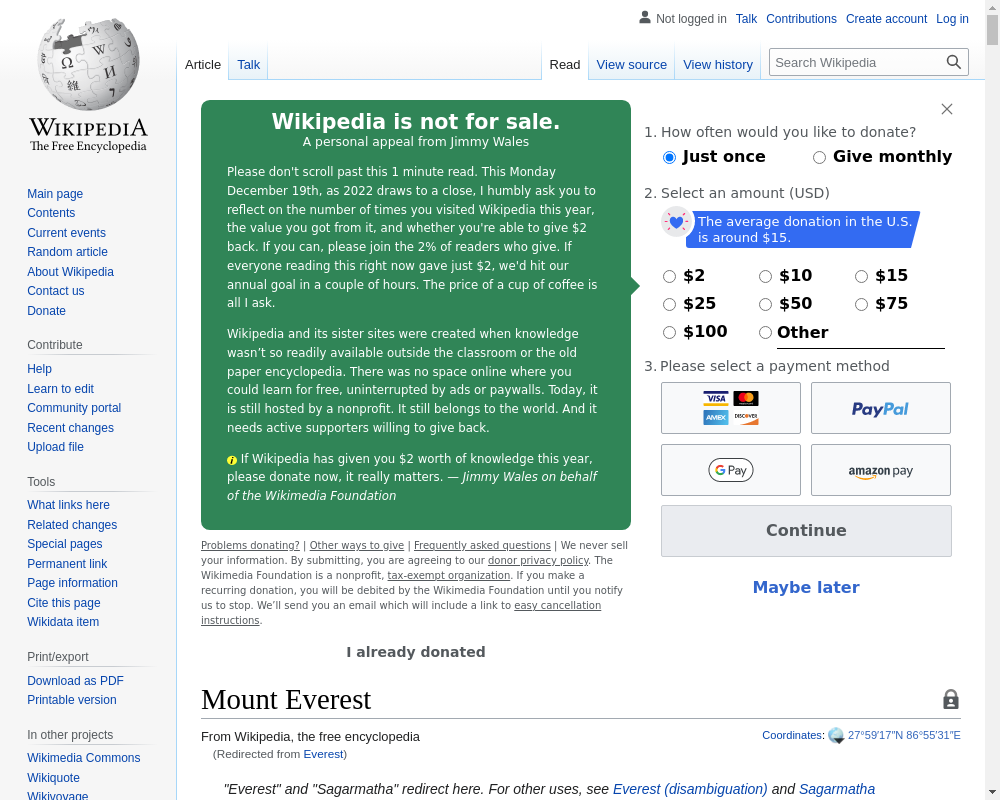 Not logged in Talk Contributions Create account Log in
Article Talk Read View source View history Search Wikipedia
WIKIPEDIA
The Free Encyclopedia
Main page
Contents
Current events
Random article
About Wikipedia
Contact us
Donate
Contribute
Help
Learn to edit
Community portal
Recent changes
Upload file
Tools
What links here
Related changes
Special pages
Permanent link
Page information
Cite this page
Wikidata item
Print/export
Download as PDF
Printable version
In other projects
Wikimedia Commons
Wikiquote
Wikivoyage
Wikipedia is not for sale.
A personal appeal from Jimmy Wales
Please don't scroll past this 1 minute read. This Monday
December 19th, as 2022 draws to a close, I humbly ask you to
reflect on the number of times you visited Wikipedia this year,
the value you got from it, and whether you're able to give $2
back. If you can, please join the 2% of readers who give. If
everyone reading this right now gave just $2, we'd hit our
annual goal in a couple of hours. The price of a cup of coffee is
all I ask.
Wikipedia and its sister sites were created when knowledge
wasn’t so readily available outside the classroom or the old
paper encyclopedia. There was no space online where you
could learn for free, uninterrupted by ads or paywalls. Today, it
is still hosted by a nonprofit. It still belongs to the world. And it
needs active supporters willing to give back.
If Wikipedia has given you $2 worth of knowledge this year,
please donate now, it really matters. — Jimmy Wales on behalf
of the Wikimedia Foundation
Problems donating? | Other ways to give | Frequently asked questions | We never sell
your information. By submitting, you are agreeing to our donor privacy policy. The
Wikimedia Foundation is a nonprofit, tax-exempt organization. If you make a
recurring donation, you will be debited by the Wikimedia Foundation until you notify
us to stop. We’ll send you an email which will include a link to easy cancellation
instructions.
I already donated
1. How often would you like to donate?
Just once Give monthly
2. Select an amount (USD)
The average donation in the U.S.
is around $15.
$2 $10 $15
$25 $50 $75
$100 Other
3. Please select a payment method
VISA mastercard PayPal
AMEX DISCOVER
G Pay amazon pay
Continue
Maybe later
Mount Everest
From Wikipedia, the free encyclopedia Coordinates: 27°59′17″N 86°55′31″E
(Redirected from Everest)
"Everest" and "Sagarmatha" redirect here. For other uses, see Everest (disambiguation) and Sagarmatha